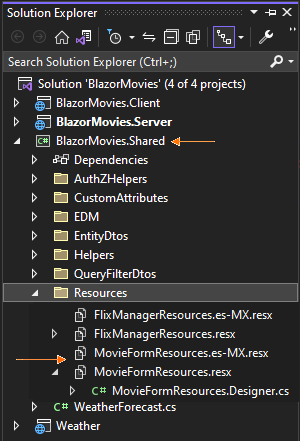 Solution Explorer
Search Solution Explorer (Ctrl+;)
Solution 'BlazorMovies' (4 of 4 projects)
BlazorMovies.Client
BlazorMovies.Server
C# BlazorMovies.Shared
Dependencies
AuthZHelpers
CustomAttributes
EDM
EntityDtos
Helpers
QueryFilterDtos
Resources
FlixManagerResources.es-MX.resx
FlixManagerResources.resx
MovieFormResources.es-MX.resx
MovieFormResources.resx
C# MovieFormResources.Designer.cs
C# WeatherForecast.cs
Weather